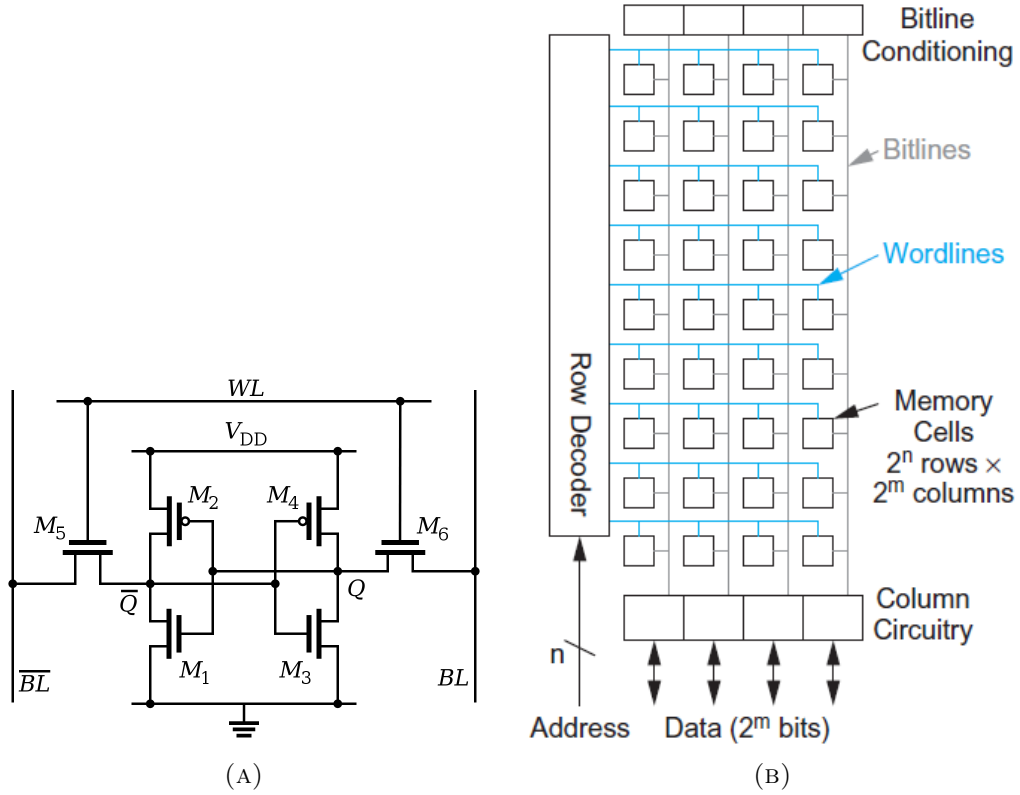 WL
V_DD
M_2
M_4
M_5
M_6
Q̅
Q
M_1
M_3
B̅L̅
BL
(A)
Bitline
Conditioning
Bitlines
Wordlines
Row Decoder
Memory
Cells
2^n rows ×
2^m columns
Column
Circuitry
n
Address
Data (2^m bits)
(B)